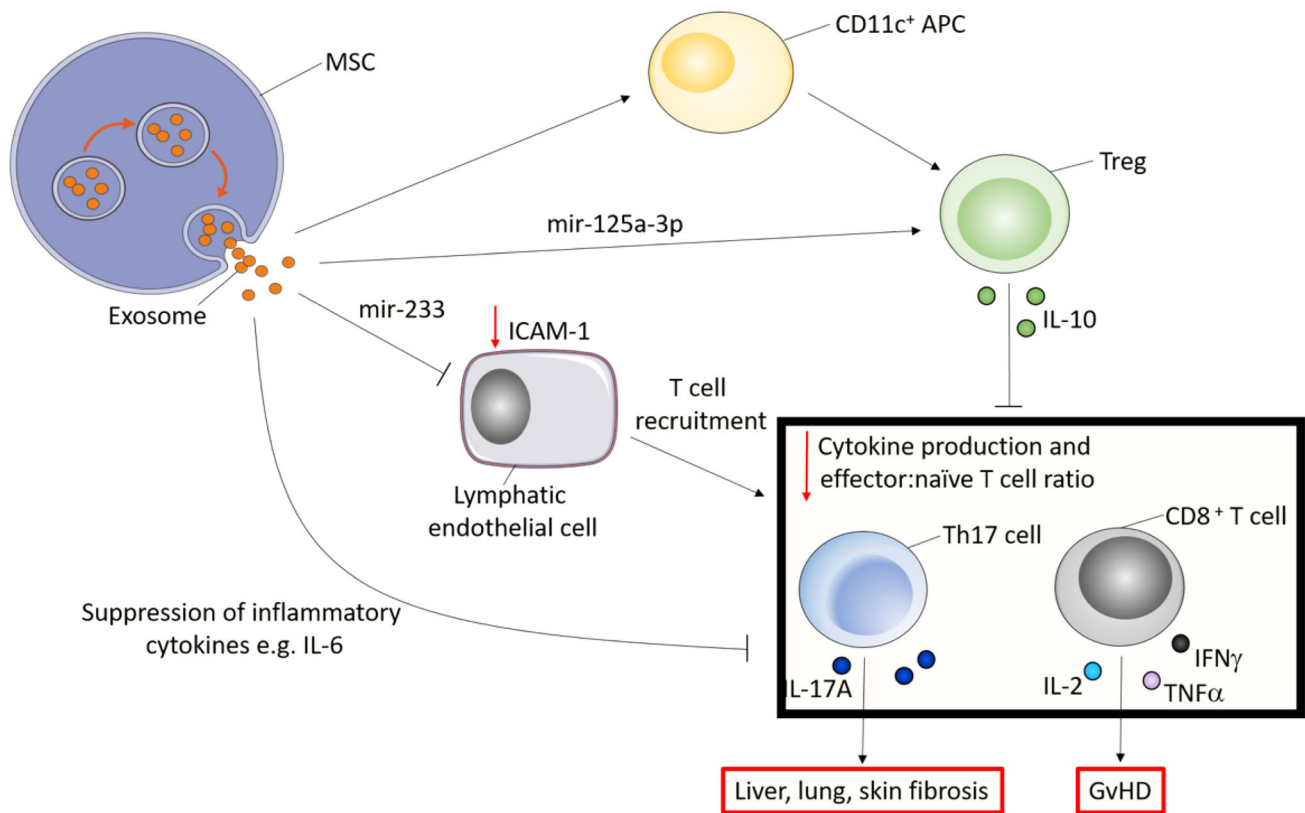 CD11c+ APC
MSC
Treg
mir-125a-3p
Exosome
mir-233
ICAM-1
IL-10
T cell
recruitment
Lymphatic
endothelial cell
Cytokine production and
effector:naïve T cell ratio
Th17 cell
CD8 + T cell
Suppression of inflammatory
cytokines e.g. IL-6
IL-17A
IL-2
IFNγ
TNFα
Liver, lung, skin fibrosis
GvHD